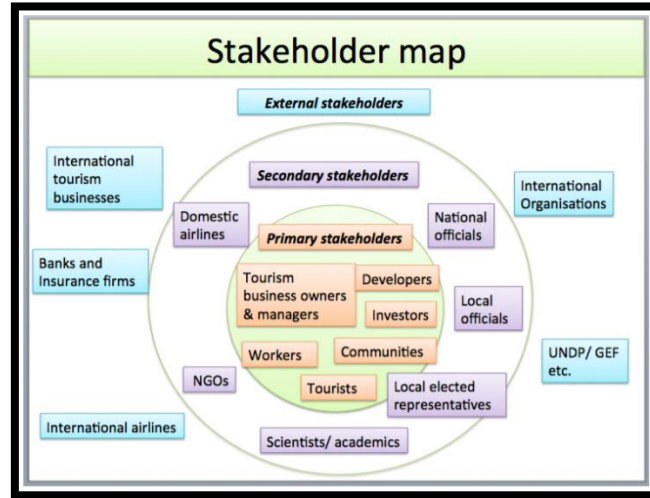 Stakeholder map
External stakeholders
International
tourism
businesses
Secondary stakeholders
International
Organisations
Domestic
airlines
National
officials
Primary stakeholders
Banks and
Insurance firms
Tourism
business owners
& managers
Developers
Investors
Local
officials
Workers
Communities
UNDP/ GEF
etc.
NGOs
Tourists
Local elected
representatives
International airlines
Scientists/ academics